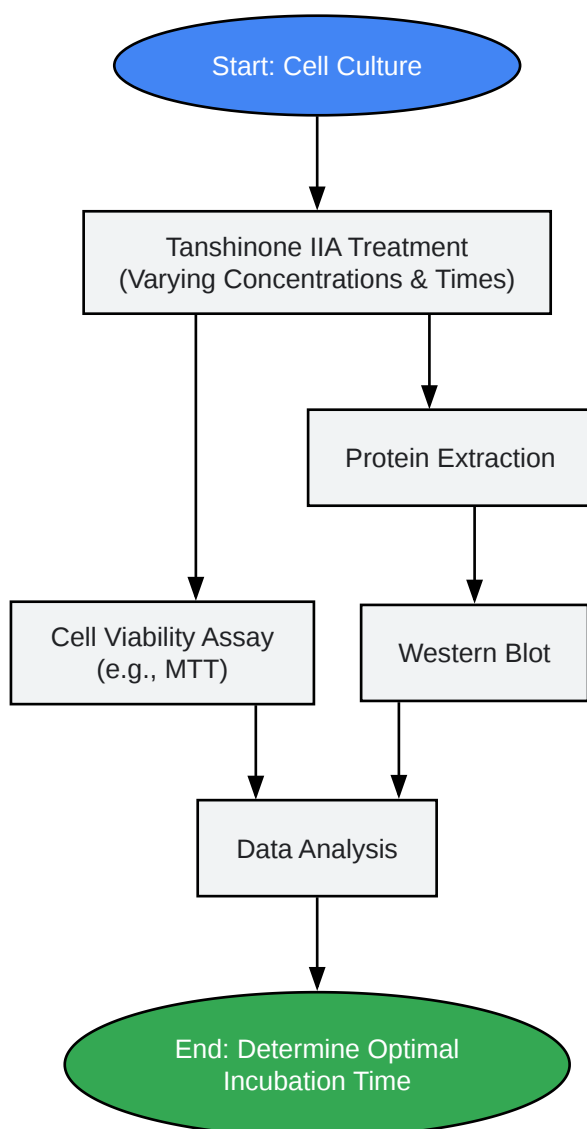 Start: Cell Culture
Tanshinone IIA Treatment
(Varying Concentrations & Times)
Protein Extraction
Cell Viability Assay
(e.g., MTT)
Western Blot
Data Analysis
End: Determine Optimal
Incubation Time